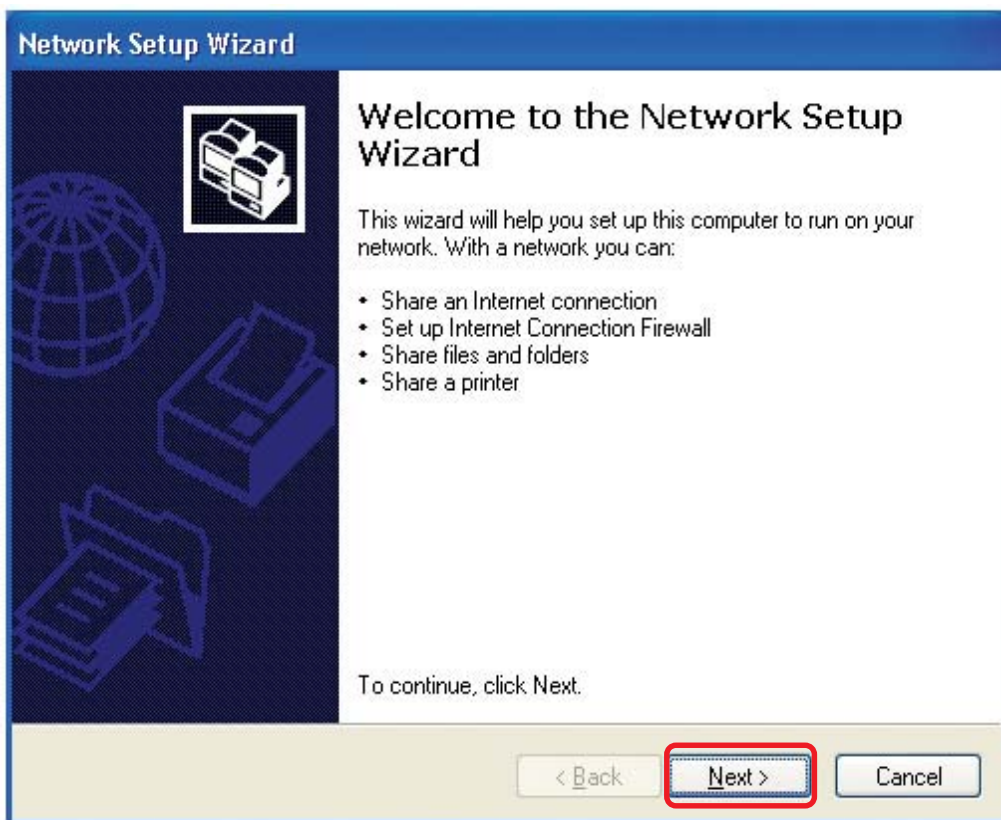 Network Setup Wizard
Welcome to the Network Setup
Wizard
This wizard will help you set up this computer to run on your
network. With a network you can:
• Share an Internet connection
• Set up Internet Connection Firewall
• Share files and folders
• Share a printer
To continue, click Next.
< Back
Next >
Cancel